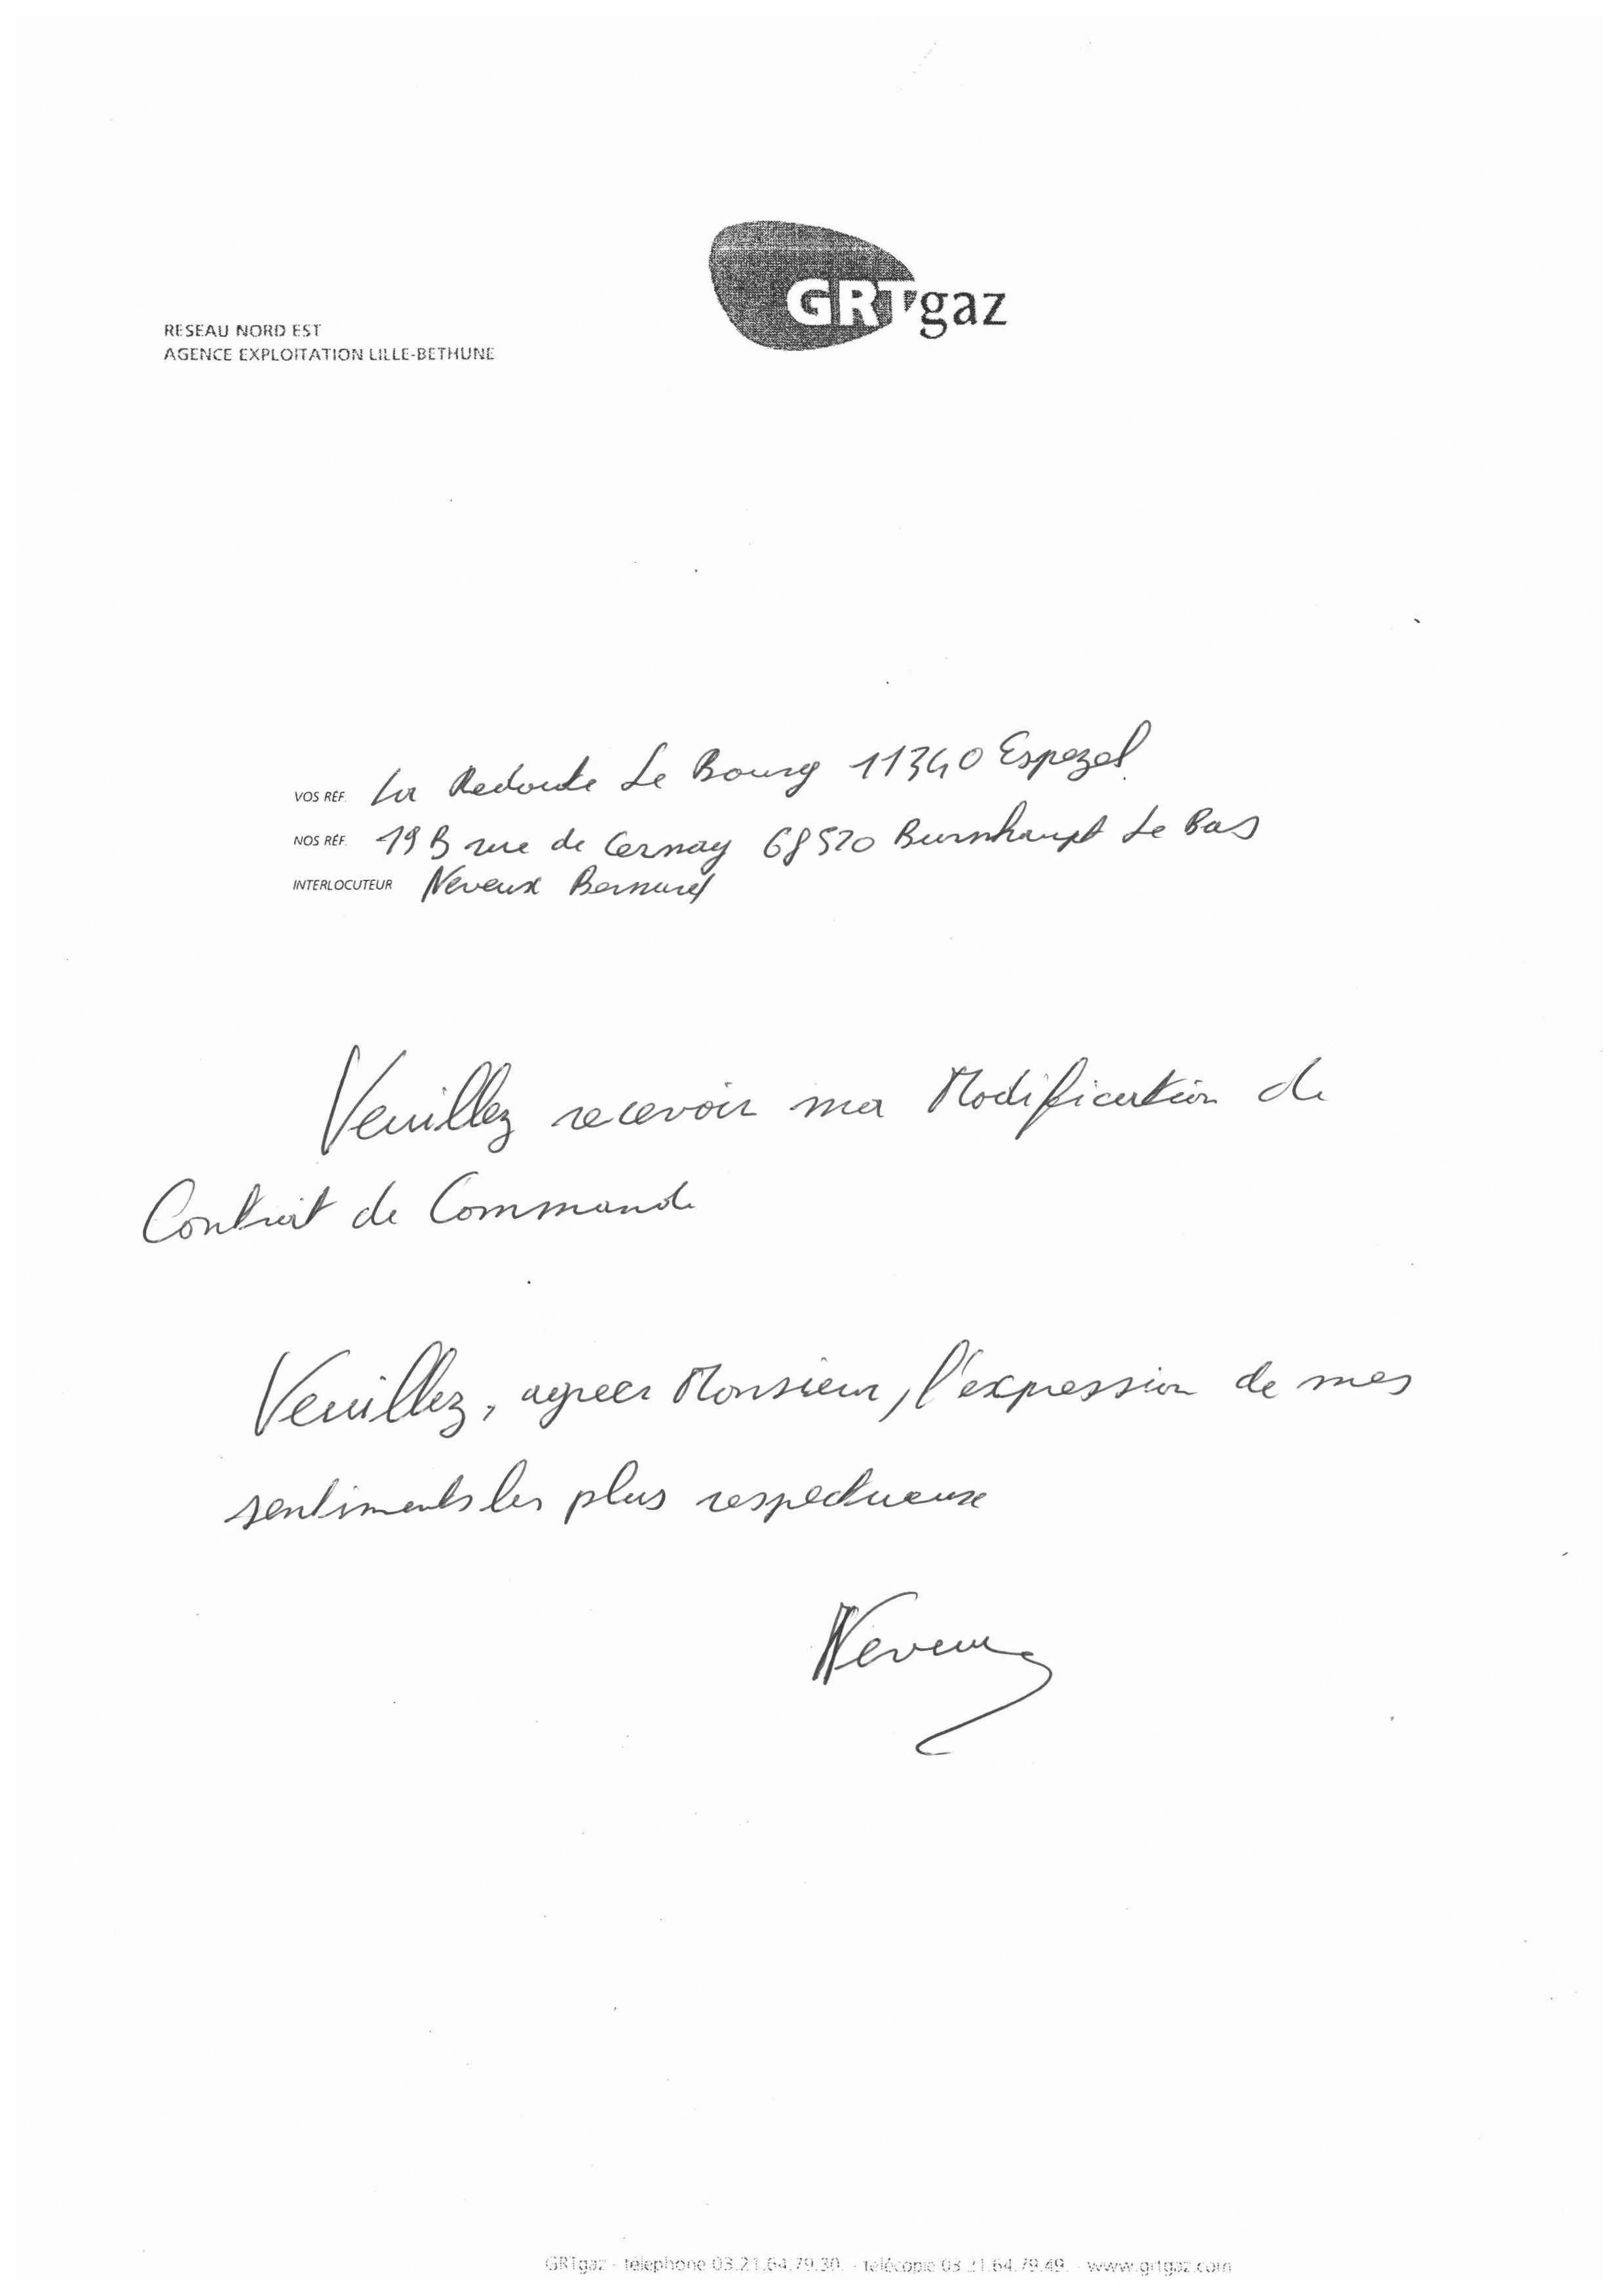 GRTgaz
RESEAU NORD EST
AGENCE EXPLOITATION LILLE-BETHUNE
VOS RÉF. La Redoute Le Bourg 11340 Espezel
NOS RÉF. 19 B rue de Cernay 68520 Burnhaupt Le Bas
INTERLOCUTEUR Neveux Bernard
Veuillez recevoir ma Modification de
Contrat de Commande
Veuillez, agreer Monsieur, l'expression de mes
sentiments les plus respectueuse
Neveux
GRTgaz - téléphone 03.21.64.79.30. - télécopie 03.21.64.79.49. - www.grtgaz.com